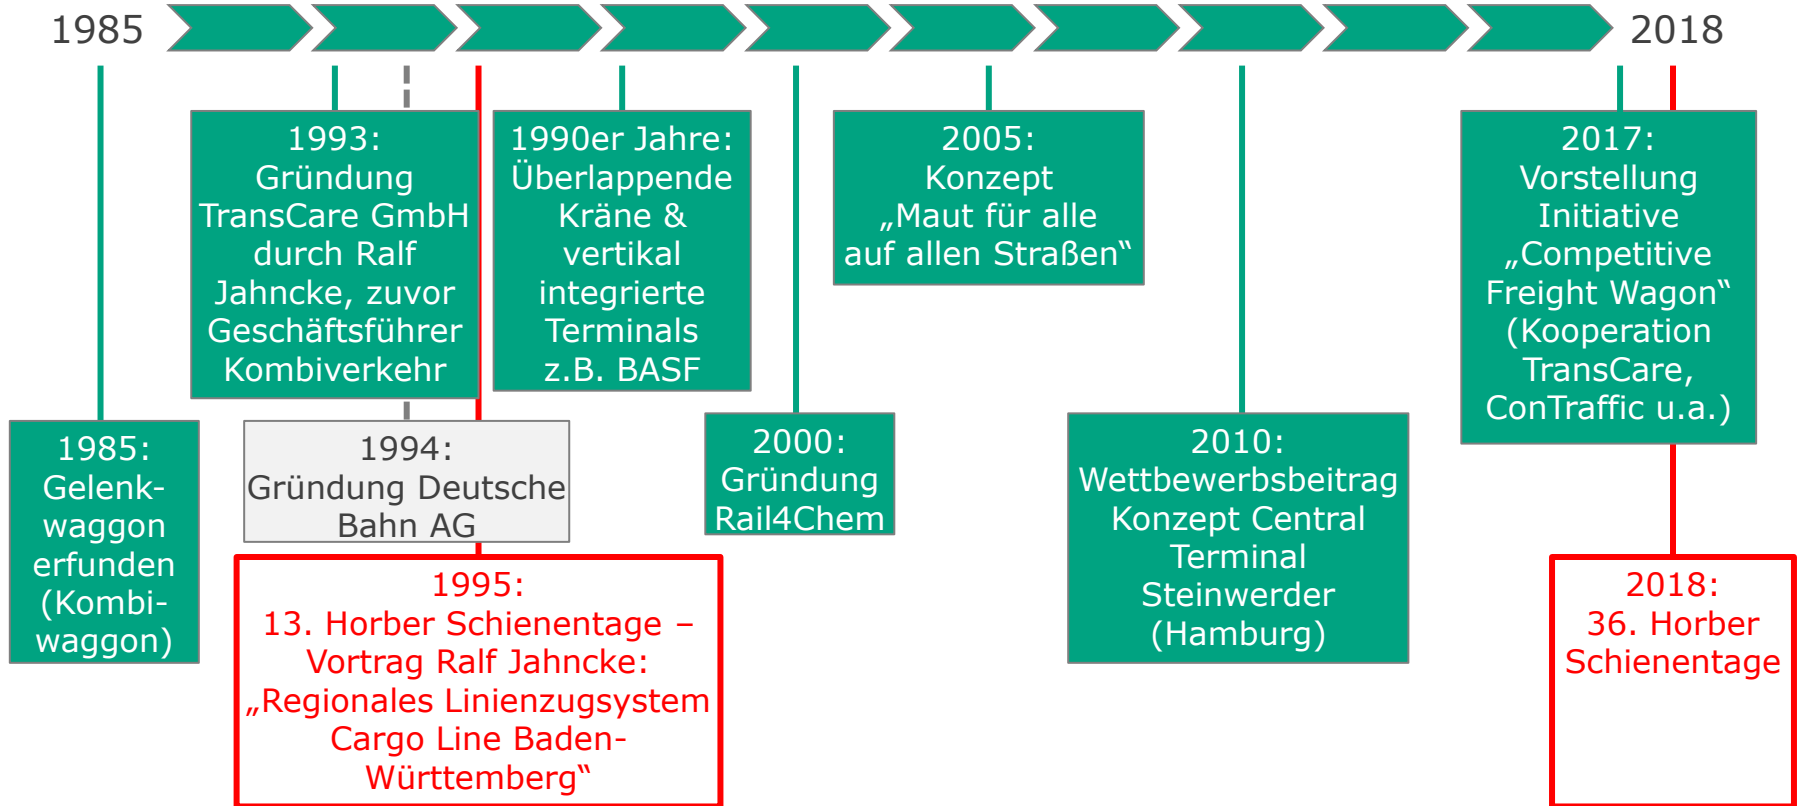 1985
2018
1993:
Gründung
TransCare GmbH
durch Ralf
Jahncke, zuvor
Geschäftsführer
Kombiverkehr
1990er Jahre:
Überlappende
Kräne &
vertikal
integrierte
Terminals
z.B. BASF
2005:
Konzept
„Maut für alle
auf allen Straßen“
2017:
Vorstellung
Initiative
„Competitive
Freight Wagon“
(Kooperation
TransCare,
ConTraffic u.a.)
1985:
Gelenk-
waggon
erfunden
(Kombi-
waggon)
1994:
Gründung Deutsche
Bahn AG
2000:
Gründung
Rail4Chem
2010:
Wettbewerbsbeitrag
Konzept Central
Terminal
Steinwerder
(Hamburg)
1995:
13. Horber Schienentage –
Vortrag Ralf Jahncke:
„Regionales Linienzugsystem
Cargo Line Baden-
Württemberg“
2018:
36. Horber
Schienentage